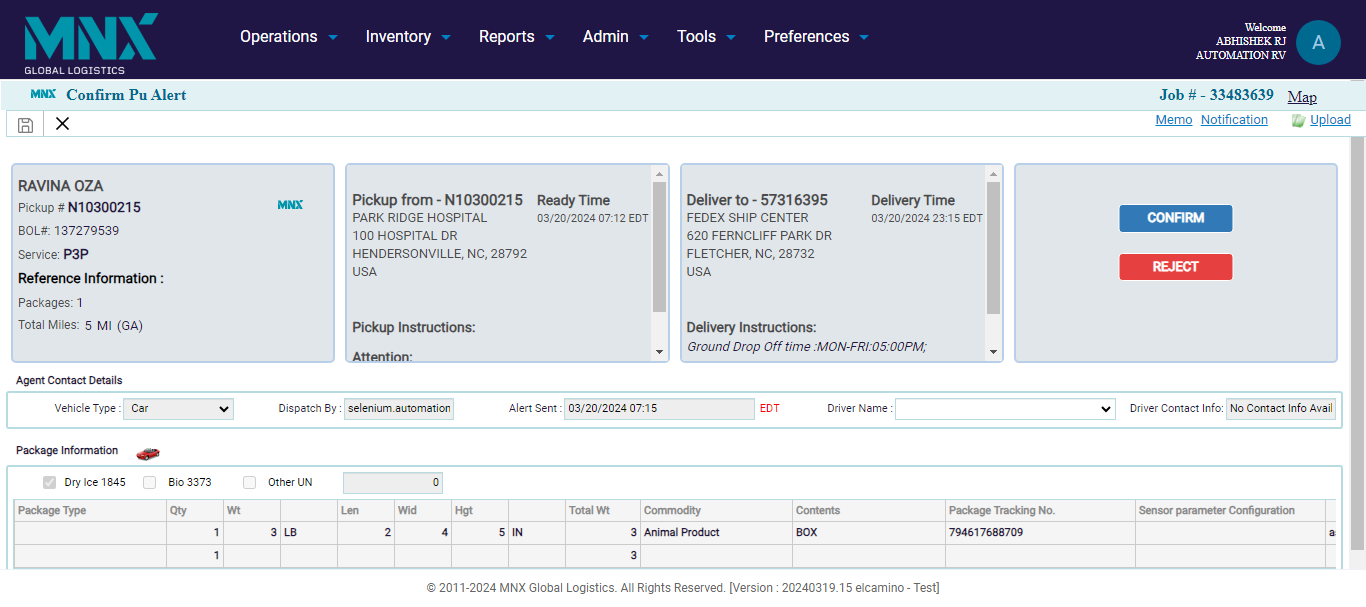 MNX
GLOBAL LOGISTICS
Operations Inventory Reports Admin Tools Preferences
Welcome
ABHISHEK RJ
AUTOMATION RV
A
MNX Confirm Pu Alert
Job # - 33483639 Map
Memo Notification Upload
RAVINA OZA
Pickup # N10300215
MNX
BOL#: 137279539
Service: P3P
Reference Information :
Packages: 1
Total Miles: 5 MI (GA)
Pickup from - N10300215
PARK RIDGE HOSPITAL
100 HOSPITAL DR
HENDERSONVILLE, NC, 28792
USA
Ready Time
03/20/2024 07:12 EDT
Pickup Instructions:
Attention:
Deliver to - 57316395
FEDEX SHIP CENTER
620 FERNCLIFF PARK DR
FLETCHER, NC, 28732
USA
Delivery Time
03/20/2024 23:15 EDT
Delivery Instructions:
Ground Drop Off time :MON-FRI:05:00PM;
CONFIRM
REJECT
Agent Contact Details
Vehicle Type : Car Dispatch By : selenium.automation Alert Sent : 03/20/2024 07:15 EDT Driver Name : Driver Contact Info: No Contact Info Avail
Package Information
Dry Ice 1845 Bio 3373 Other UN 0
Package Type Qty Wt Len Wid Hgt Total Wt Commodity Contents Package Tracking No. Sensor parameter Configuration
1 3 LB 2 4 5 IN 3 Animal Product BOX 794617688709
1 3
© 2011-2024 MNX Global Logistics. All Rights Reserved. [Version : 20240319.15 elcamino - Test]